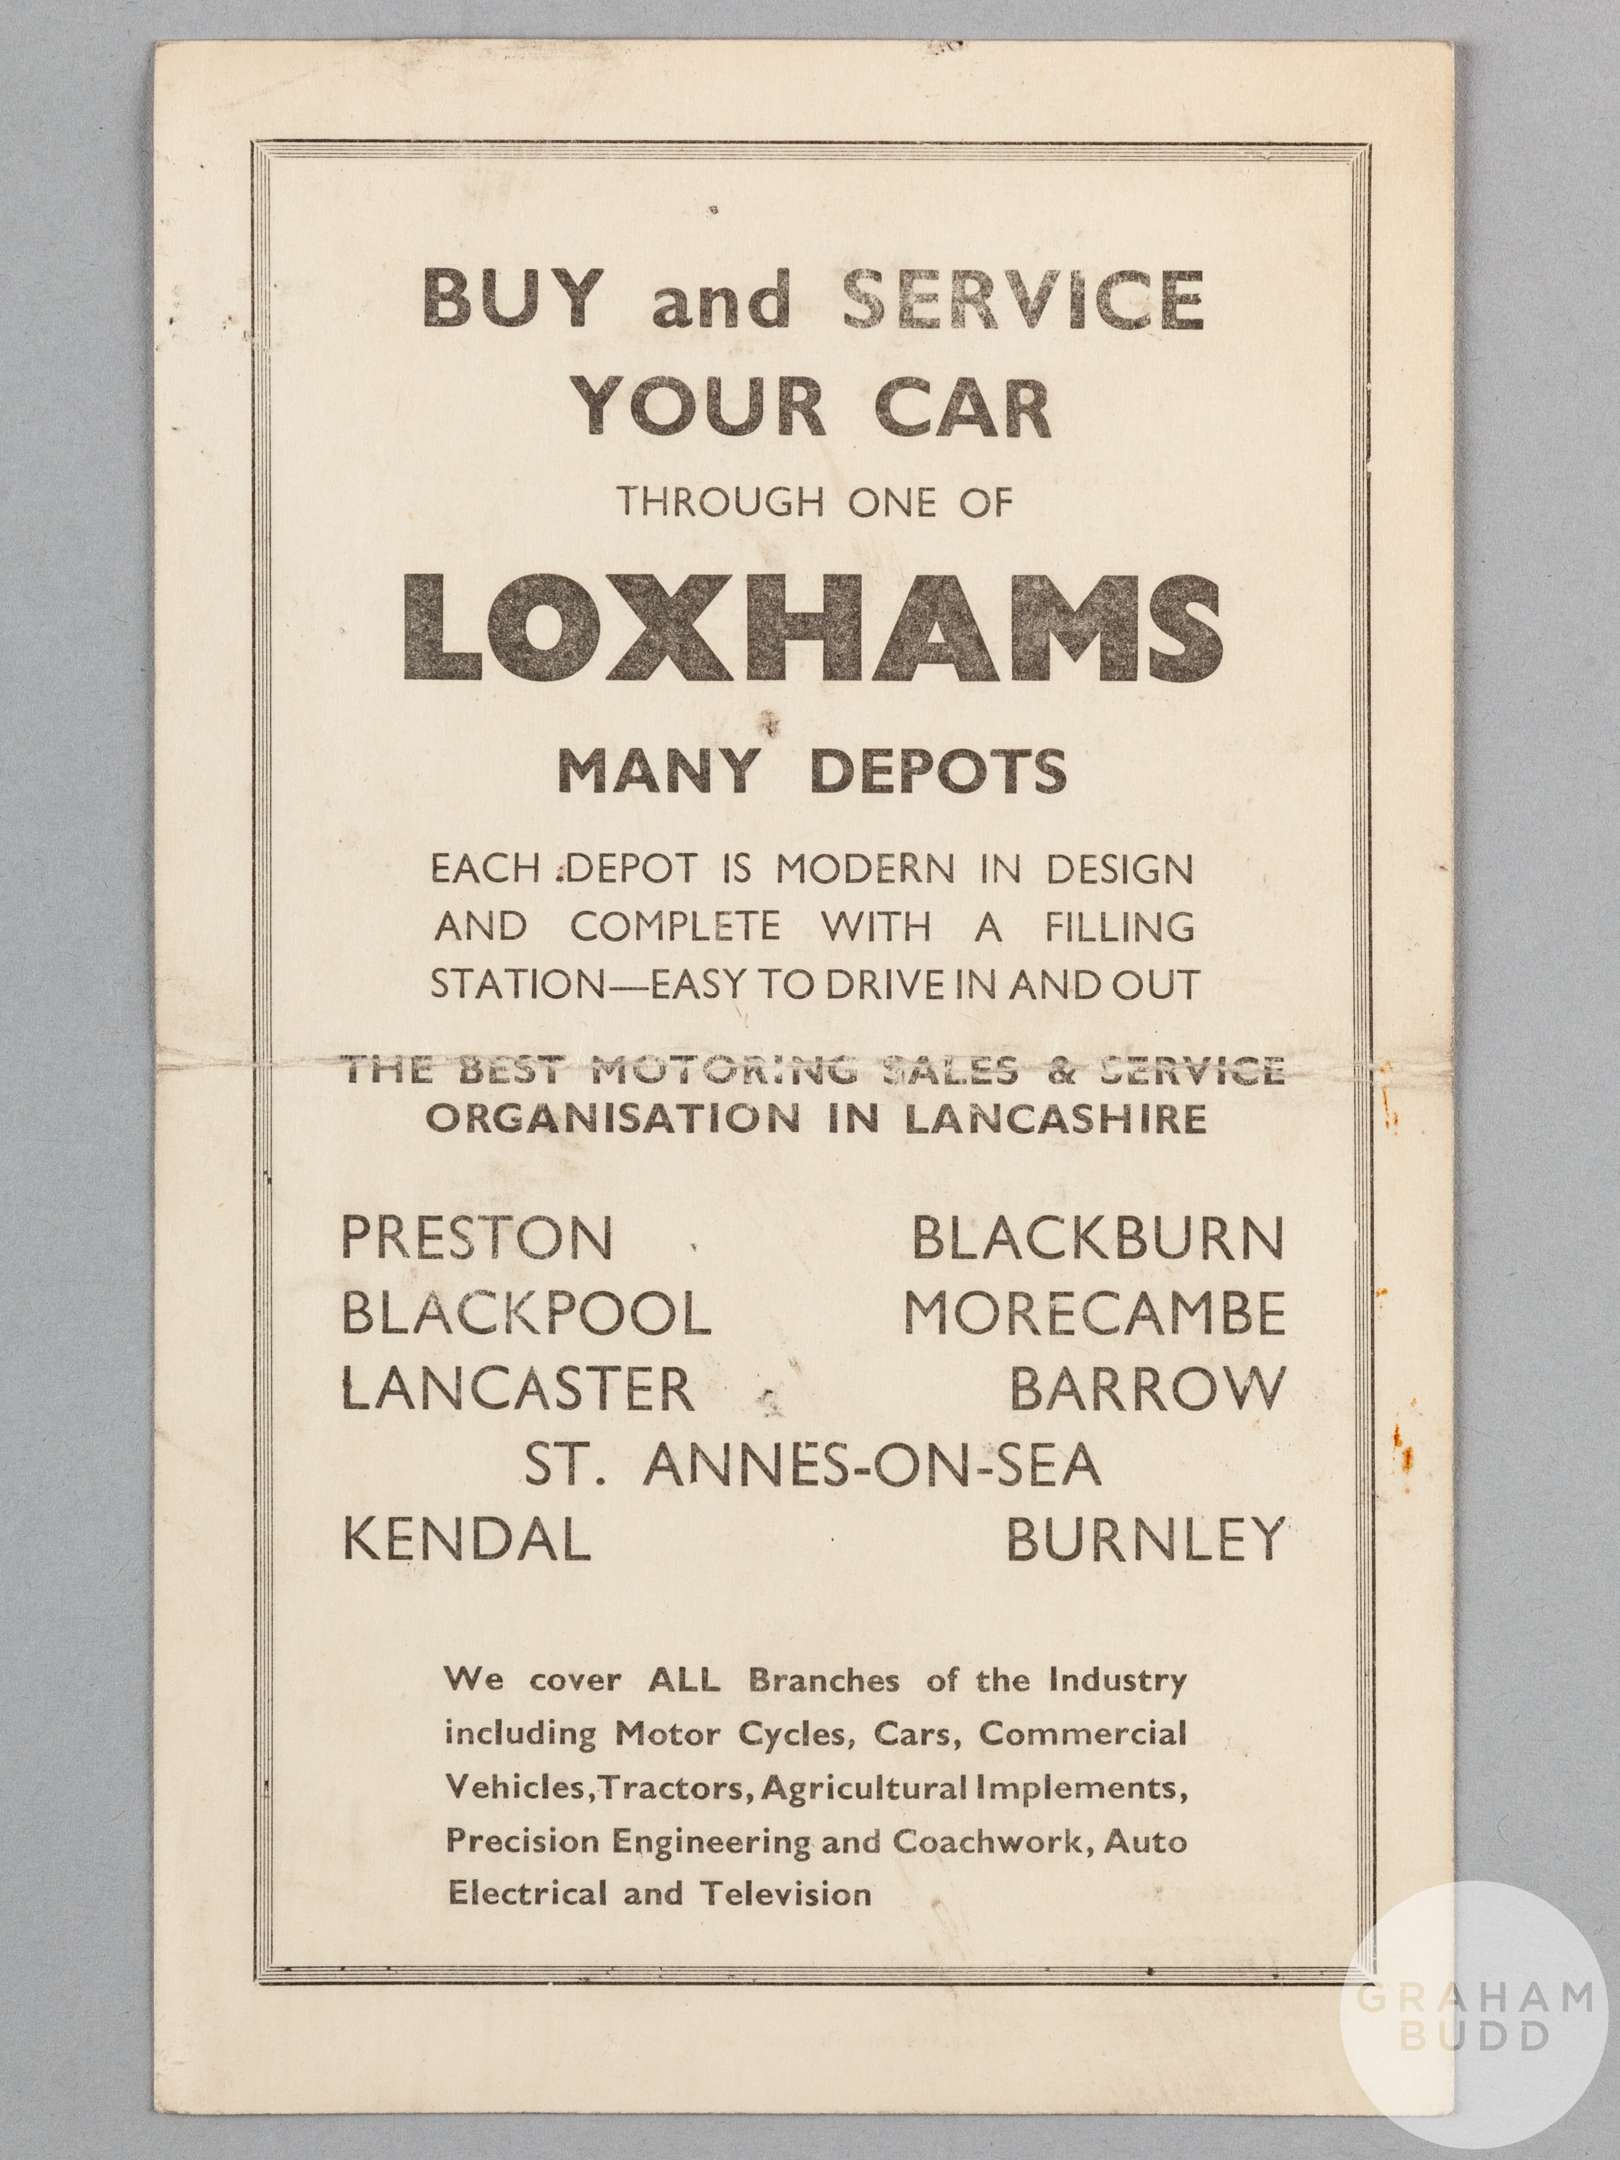 BUY and SERVICE
YOUR CAR
THROUGH ONE OF
LOXHAMS
MANY DEPOTS
EACH DEPOT IS MODERN IN DESIGN
AND COMPLETE WITH A FILLING
STATION—EASY TO DRIVE IN AND OUT
THE BEST MOTORING SALES & SERVICE
ORGANISATION IN LANCASHIRE
PRESTON BLACKBURN
BLACKPOOL MORECAMBE
LANCASTER BARROW
ST. ANNES-ON-SEA
KENDAL BURNLEY
We cover ALL Branches of the Industry
including Motor Cycles, Cars, Commercial
Vehicles, Tractors, Agricultural Implements,
Precision Engineering and Coachwork, Auto
Electrical and Television
GRAHAM
BUDD